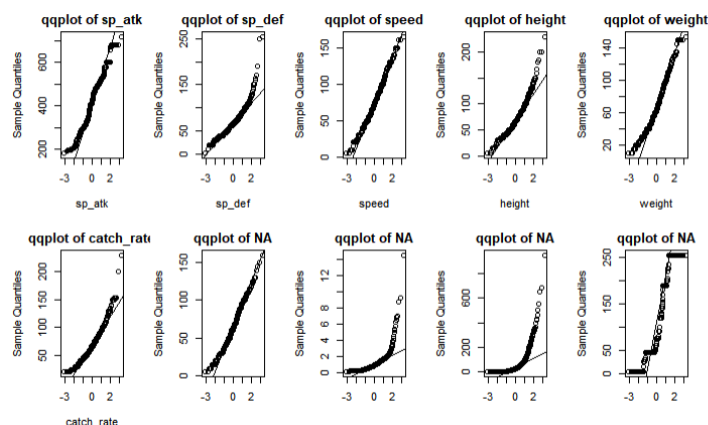 qqplot of sp_atk qqplot of sp_def qqplot of speed qqplot of height qqplot of weight
Sample Quantiles Sample Quantiles Sample Quantiles Sample Quantiles Sample Quantiles
200 400 600
0 50 150 250
0 50 100 150
0 50 100 200
20 60 100 140
-3 0 2 -3 0 2 -3 0 2 -3 0 2 -3 0 2
sp_atk sp_def speed height weight
qqplot of catch_rate qqplot of NA qqplot of NA qqplot of NA qqplot of NA
Sample Quantiles Sample Quantiles Sample Quantiles Sample Quantiles Sample Quantiles
50 100 200
50 100 150
0 2 4 6 8 12
0 200 600
0 50 150 250
-3 0 2 -3 0 2 -3 0 2 -3 0 2 -3 0 2
catch_rate